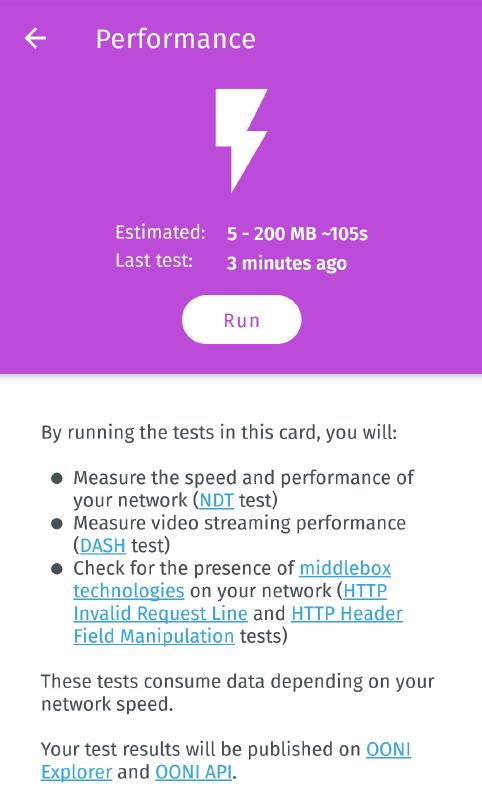 Performance
Estimated: 5 - 200 MB ~105s
Last test: 3 minutes ago
Run
By running the tests in this card, you will:
● Measure the speed and performance of
your network (NDT test)
● Measure video streaming performance
(DASH test)
● Check for the presence of middlebox
technologies on your network (HTTP
Invalid Request Line and HTTP Header
Field Manipulation tests)
These tests consume data depending on your
network speed.
Your test results will be published on OONI
Explorer and OONI API.